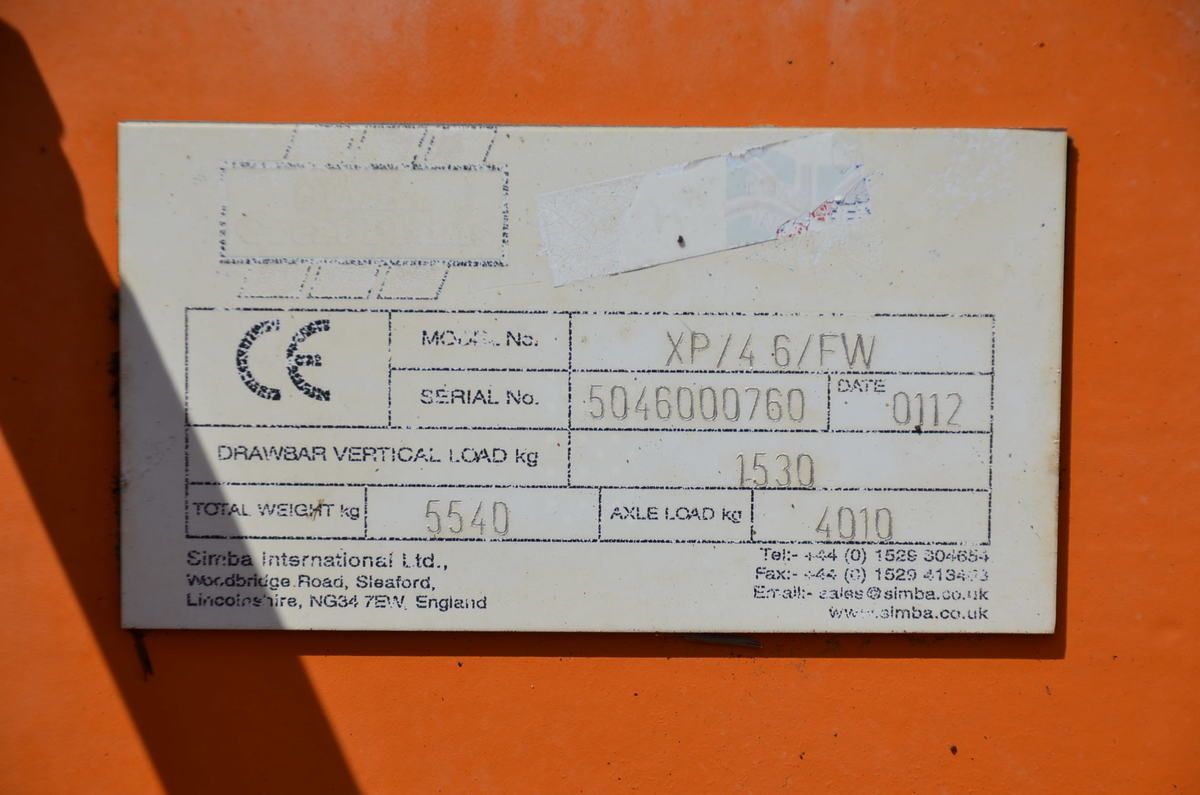 CE
MODEL No. XP/4.6/FW
SERIAL No. 5046000760 DATE 0112
DRAWBAR VERTICAL LOAD kg 1530
TOTAL WEIGHT kg 5540 AXLE LOAD kg 4010
Simba International Ltd.,
Woodbridge Road, Sleaford,
Lincolnshire, NG34 7EW, England
Tel:- +44 (0) 1529 304654
Fax:- +44 (0) 1529
Email:- sales@simba.co.uk
www.simba.co.uk